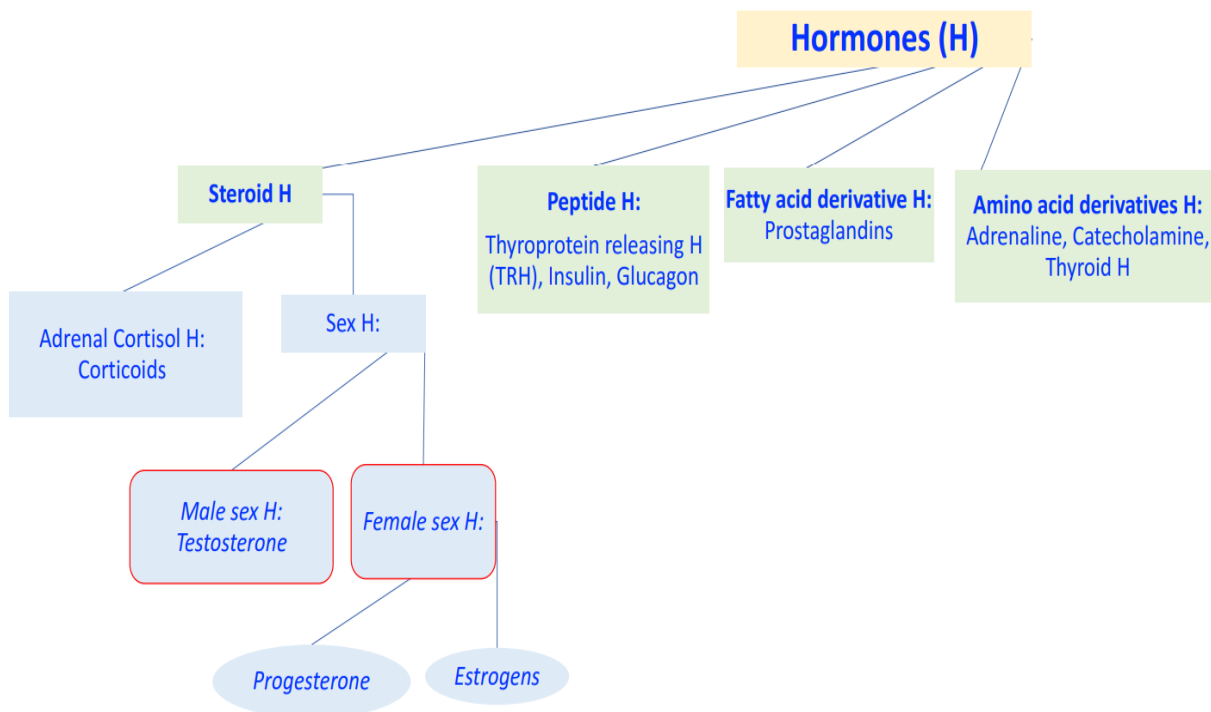 Hormones (H)
Steroid H
Peptide H:
Thyroprotein releasing H
(TRH), Insulin, Glucagon
Fatty acid derivative H:
Prostaglandins
Amino acid derivatives H:
Adrenaline, Catecholamine,
Thyroid H
Adrenal Cortisol H:
Corticoids
Sex H:
Male sex H:
Testosterone
Female sex H:
Progesterone
Estrogens